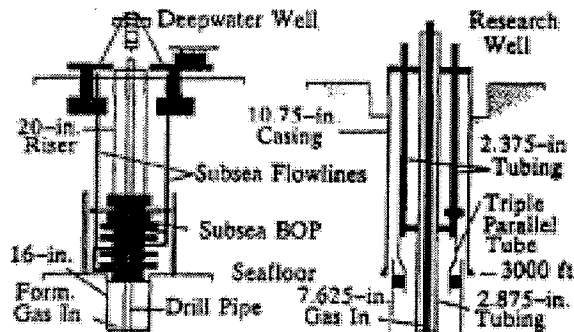 Deepwater Well
20-in.
Riser
Subsea Flowlines
Subsea BOP
16-in.
Seafloor
Form.
Gas In
Drill Pipe
Research
Well
10.75-in.
Casing
2.375-in
Tubing
Triple
Parallel
Tube
3000 ft
7.625-in.
Gas In
2.875-in.
Tubing